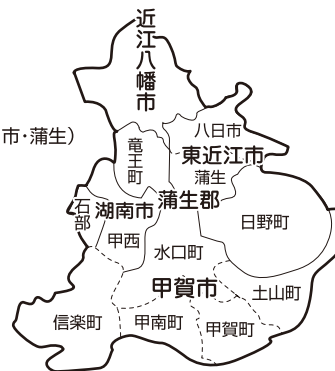 近江八幡市
市・蒲生）
八日市
竜王町
東近江市
蒲生
石部
湖南市
蒲生郡
日野町
甲西
水口町
甲賀市
土山町
信楽町
甲南町
甲賀町